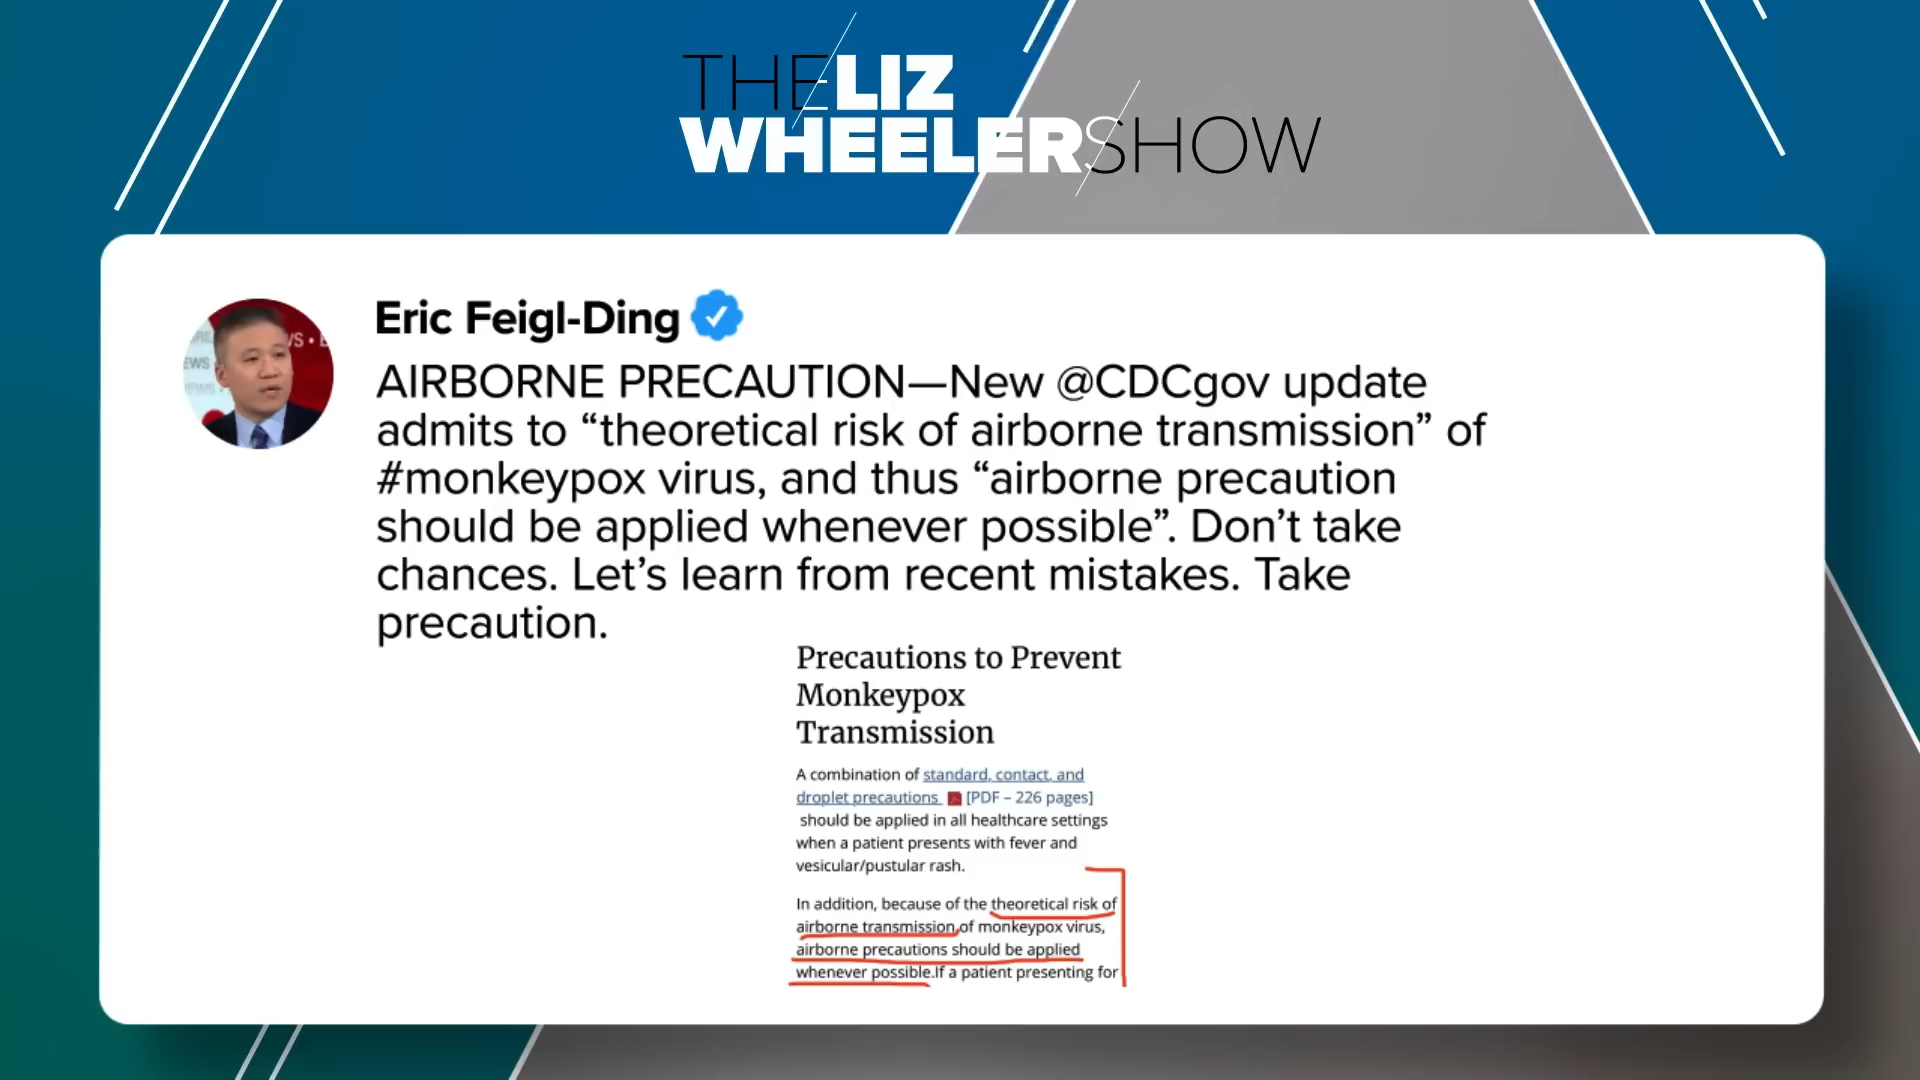 THE LIZ
WHEELER SHOW
Eric Feigl-Ding
AIRBORNE PRECAUTION—New @CDCgov update
admits to “theoretical risk of airborne transmission” of
#monkeypox virus, and thus “airborne precaution
should be applied whenever possible”. Don’t take
chances. Let’s learn from recent mistakes. Take
precaution.
Precautions to Prevent
Monkeypox
Transmission
A combination of standard, contact, and
droplet precautions [PDF – 226 pages]
should be applied in all healthcare settings
when a patient presents with fever and
vesicular/pustular rash.
In addition, because of the theoretical risk of
airborne transmission of monkeypox virus,
airborne precautions should be applied
whenever possible.If a patient presenting for